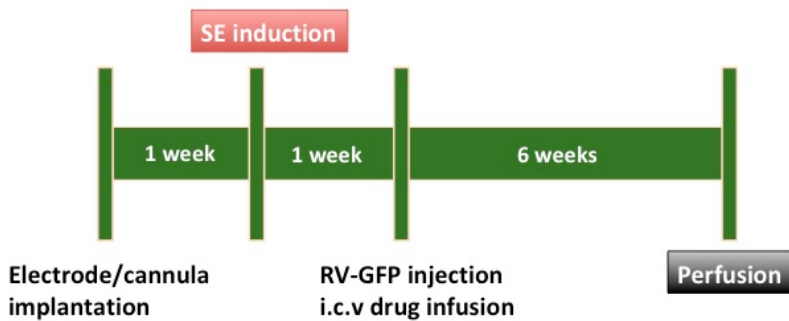 SE induction
1 week
1 week
6 weeks
Electrode/cannula
implantation
RV-GFP injection
i.c.v drug infusion
Perfusion